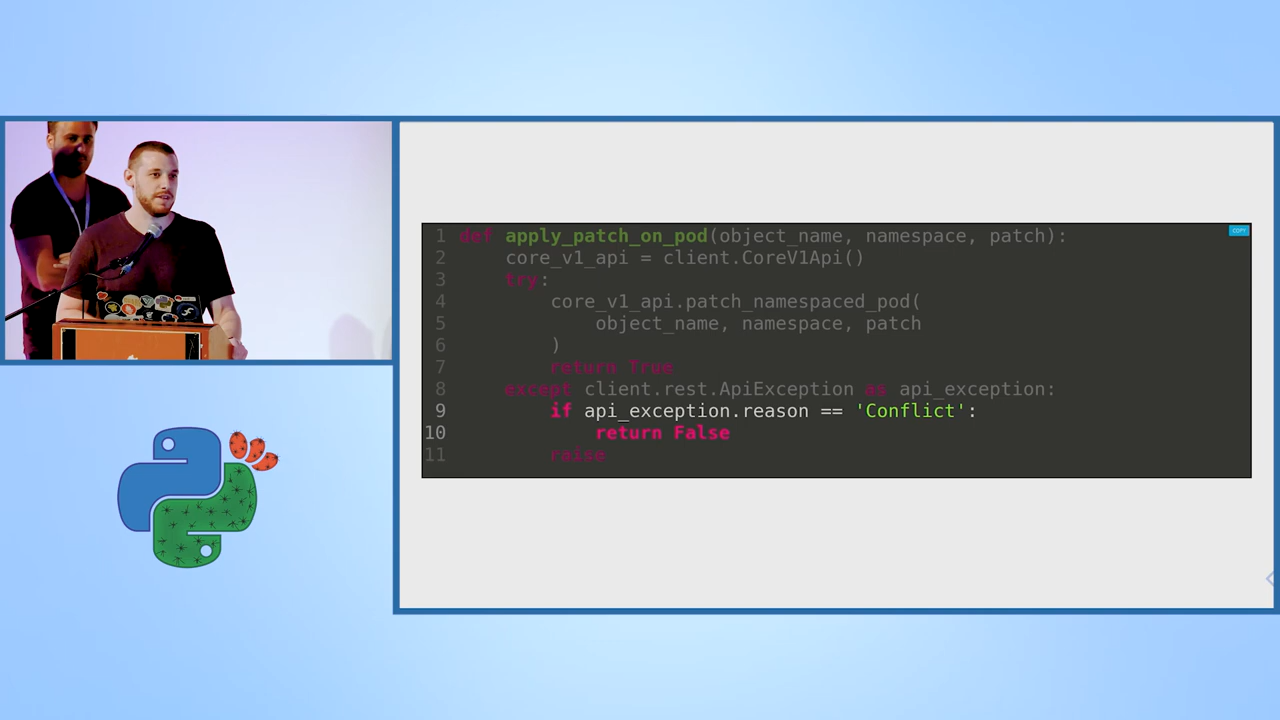 1 def apply_patch_on_pod(object_name, namespace, patch):
2     core_v1_api = client.CoreV1Api()
3     try:
4         core_v1_api.patch_namespaced_pod(
5             object_name, namespace, patch
6         )
7         return True
8     except client.rest.ApiException as api_exception:
9         if api_exception.reason == 'Conflict':
10             return False
11         raise
COPY